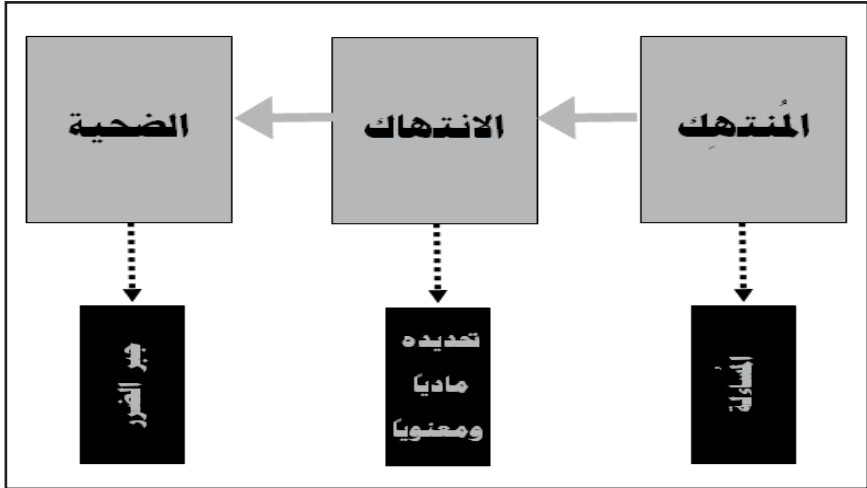 المُنتهِك
الانتهاك
الضحية
المُساءلة
تحديده
ماديا
ومعنويا
جبر الضرر